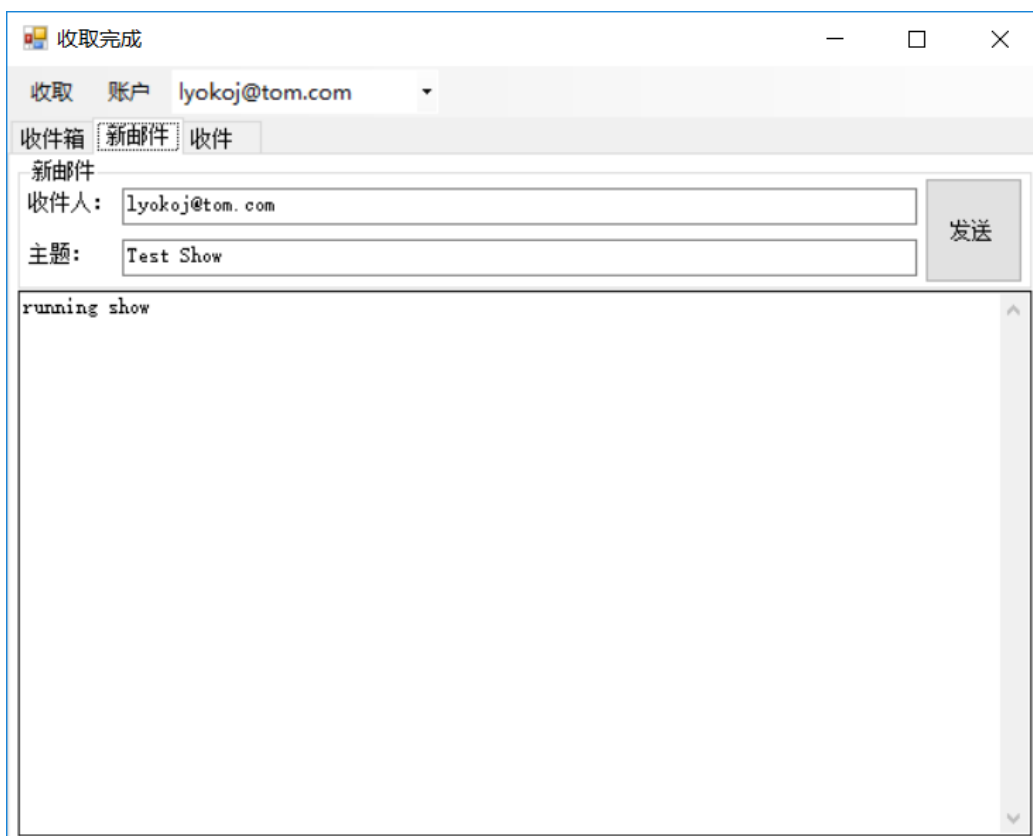 收取完成
收取 账户 lyokoj@tom.com
收件箱 新邮件 收件
新邮件
收件人： lyokoj@tom.com
发送
主题： Test Show
running show